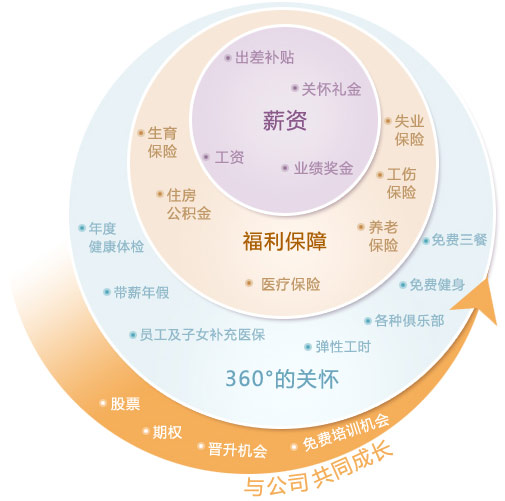 出差补贴
关怀礼金
薪资
工资
业绩奖金
生育
保险
失业
保险
工伤
保险
住房
公积金
养老
保险
福利保障
医疗保险
年度
健康体检
免费三餐
带薪年假
免费健身
员工及子女补充医保
各种俱乐部
弹性工时
360°的关怀
股票
期权
晋升机会
免费培训机会
与公司共同成长